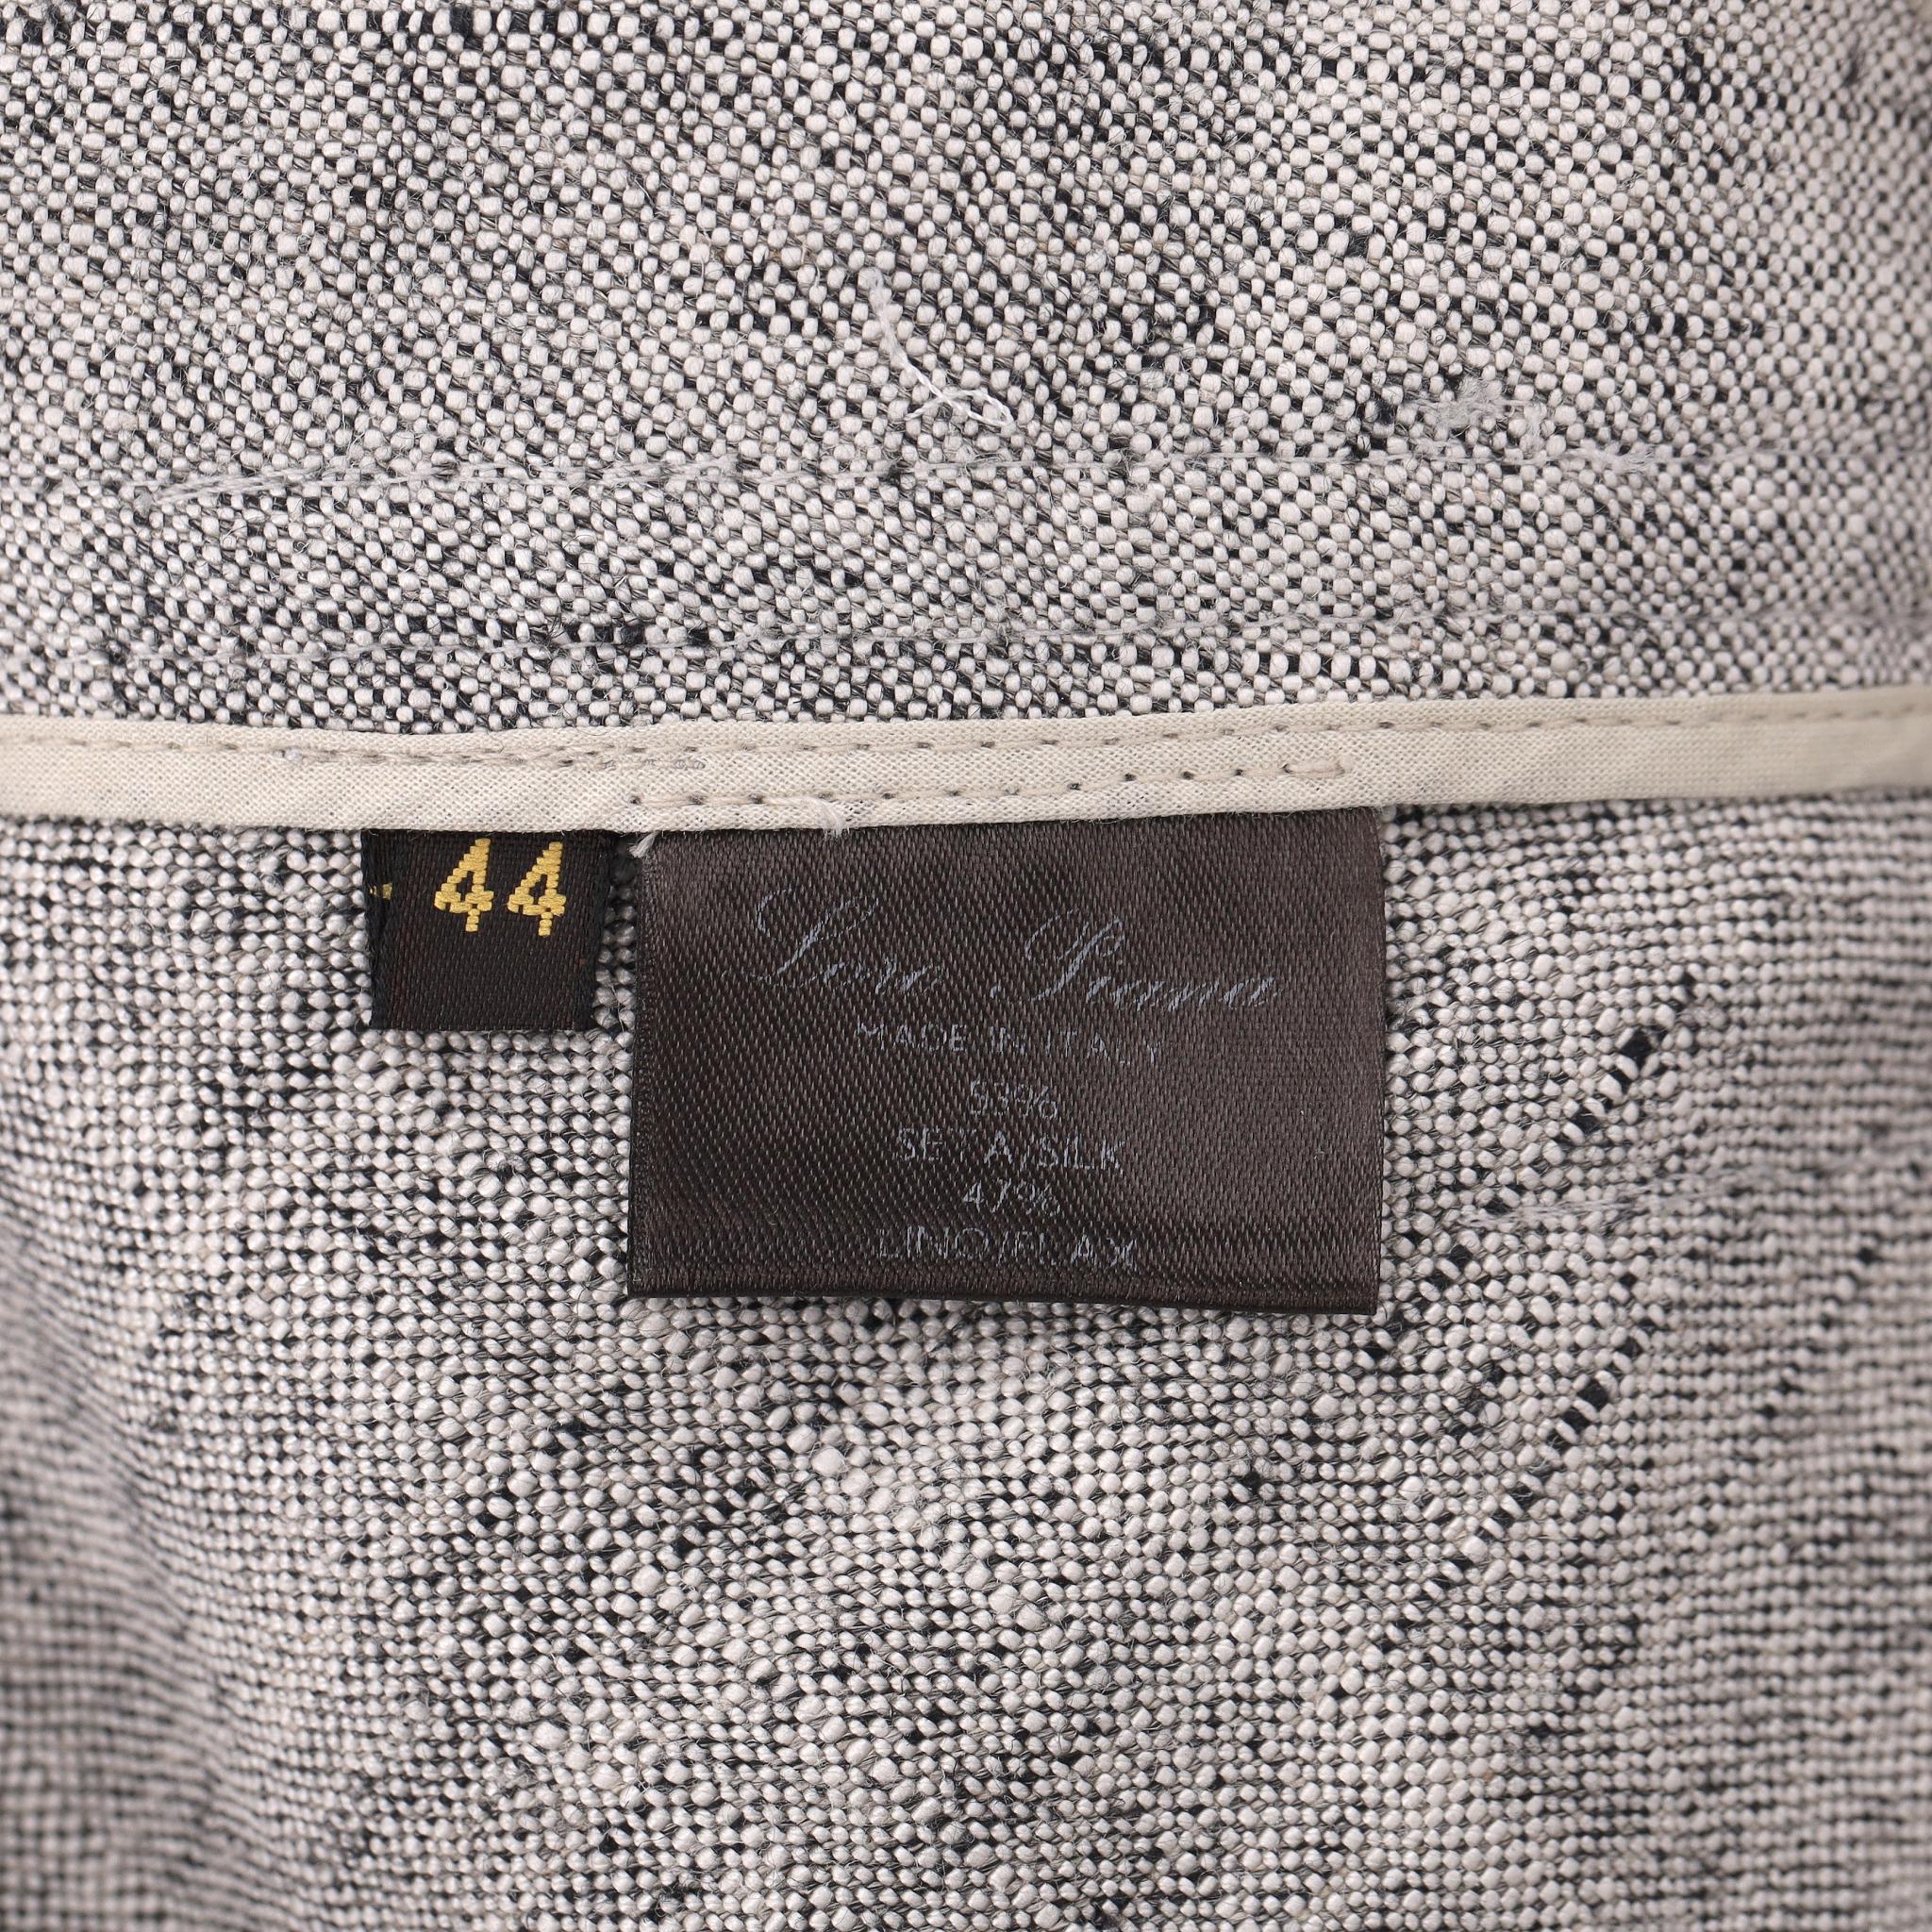 44
Loro Piana
MADE IN ITALY
53%
SETA/SILK
47%
LINO/FLAX